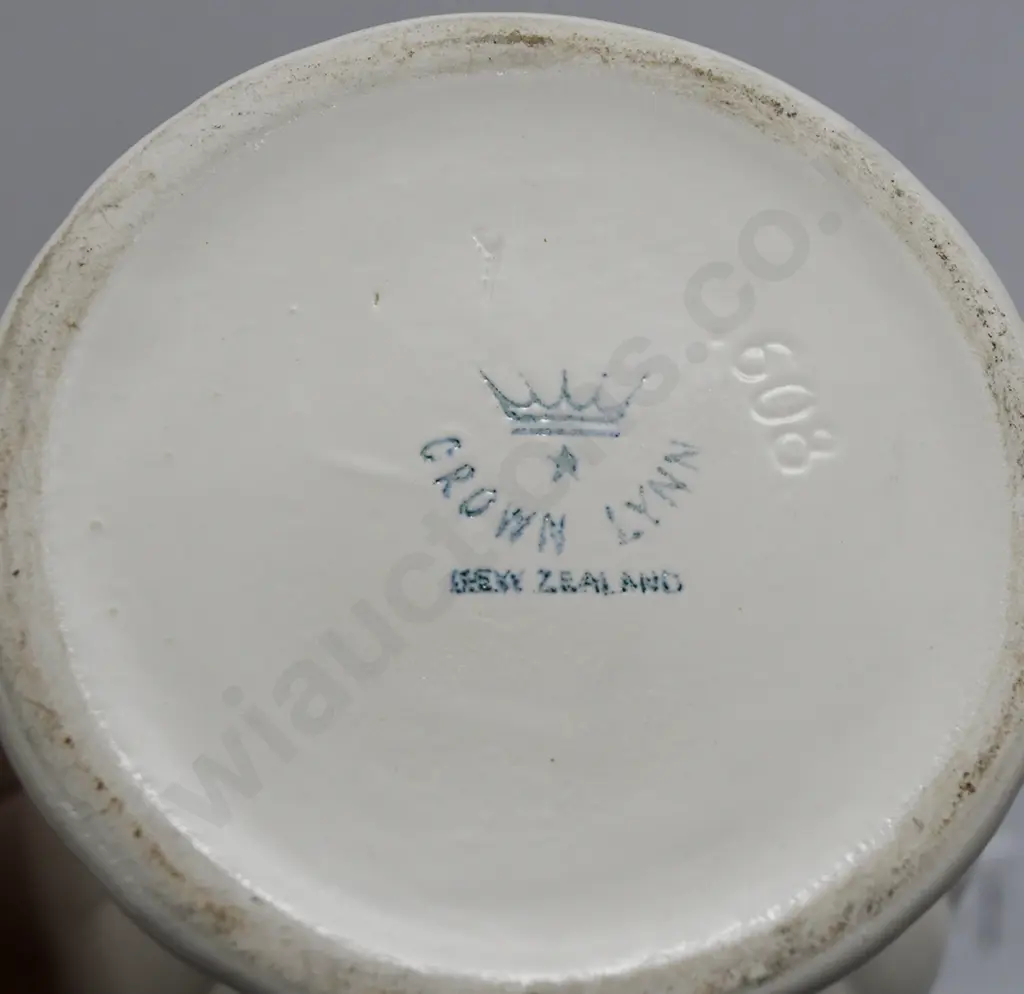 CROWN LYNN
NEW ZEALAND
608
wiauctions.co.